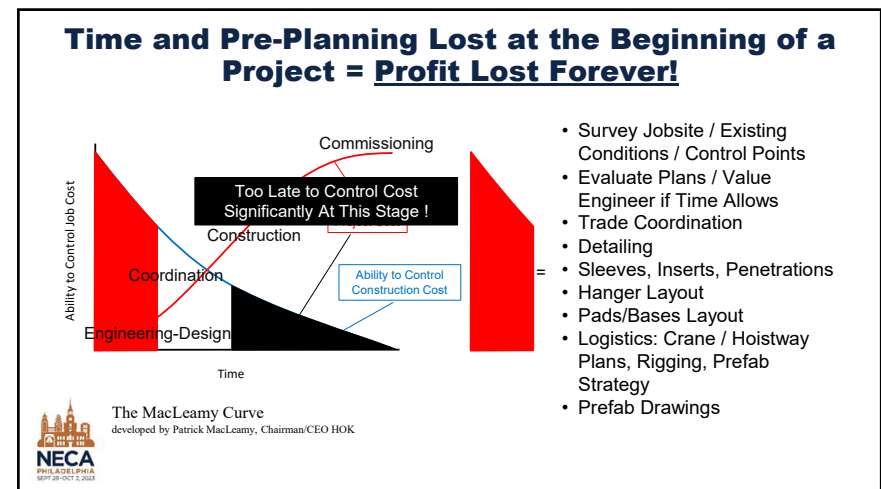 Time and Pre-Planning Lost at the Beginning of a
Project = Profit Lost Forever!
Ability to Control Job Cost
Commissioning
Too Late to Control Cost
Significantly At This Stage !
Construction
Coordination
Ability to Control
Construction Cost
Engineering-Design
Time
=
• Survey Jobsite / Existing
Conditions / Control Points
• Evaluate Plans / Value
Engineer if Time Allows
• Trade Coordination
• Detailing
• Sleeves, Inserts, Penetrations
• Hanger Layout
• Pads/Bases Layout
• Logistics: Crane / Hoistway
Plans, Rigging, Prefab
Strategy
• Prefab Drawings
The MacLeamy Curve
developed by Patrick MacLeamy, Chairman/CEO HOK
NECA
PHILADELPHIA
SEPT 29-OCT 2, 2023